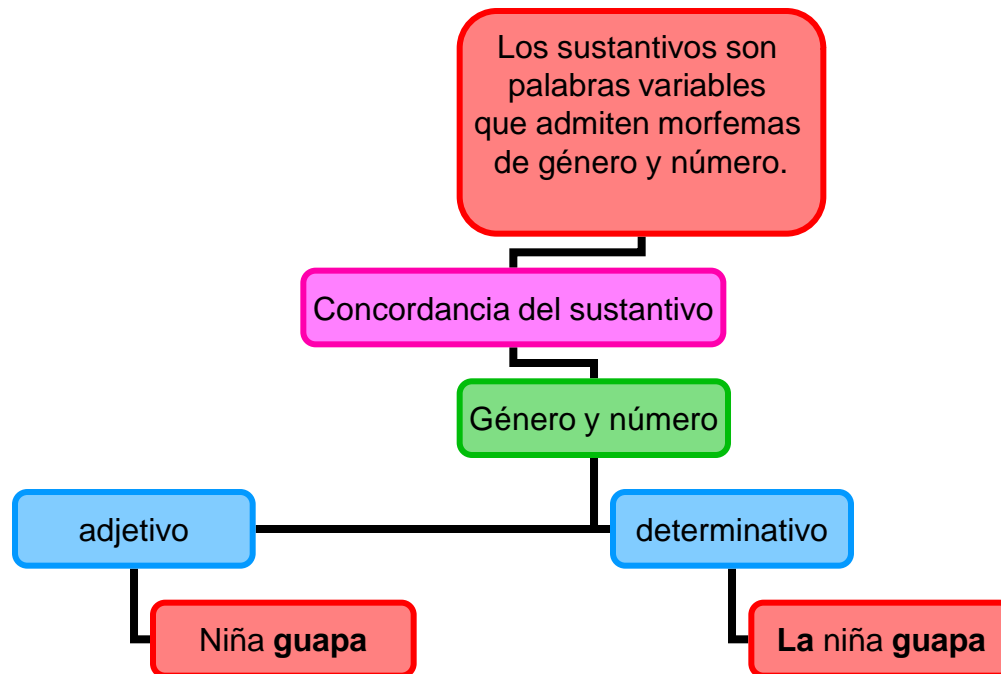 Los sustantivos son
palabras variables
que admiten morfemas
de género y número.
Concordancia del sustantivo
Género y número
adjetivo
determinativo
Niña guapa
La niña guapa